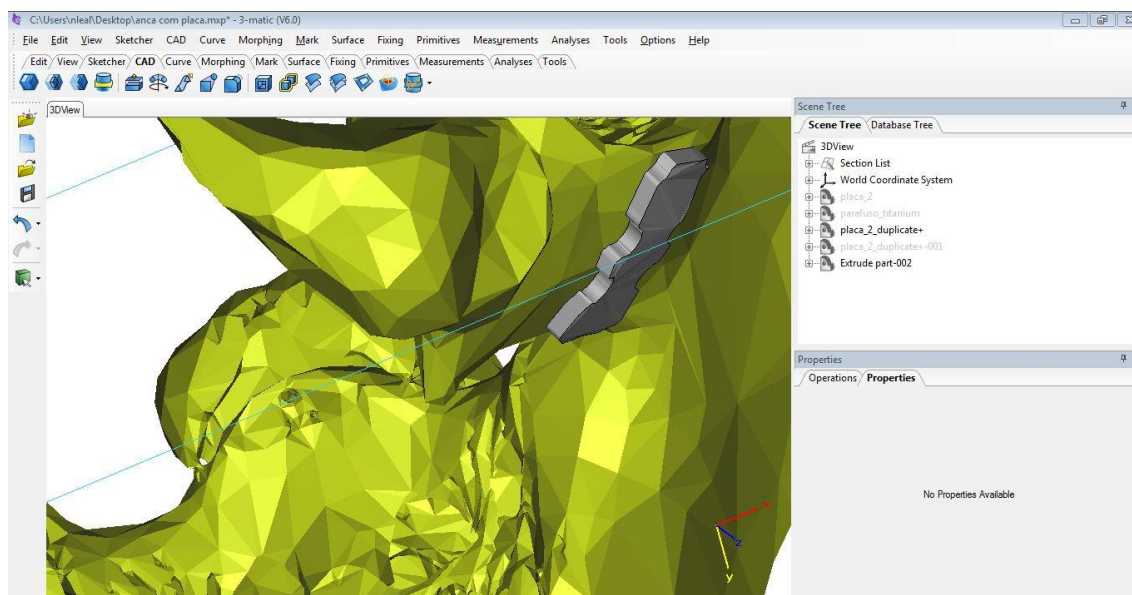 C:\Users\nleal\Desktop\anca com placa.mxp* - 3-matic (V6.0)
File Edit View Sketcher CAD Curve Morphing Mark Surface Fixing Primitives Measurements Analyses Tools Options Help
Edit View Sketcher CAD Curve Morphing Mark Surface Fixing Primitives Measurements Analyses Tools
3DView
Scene Tree
Scene Tree Database Tree
3DView
Section List
World Coordinate System
placa_2
parafuso_titanium
placa_2_duplicate+
placa_2_duplicate+-001
Extrude part-002
Properties
Operations Properties
No Properties Available
x
z
y